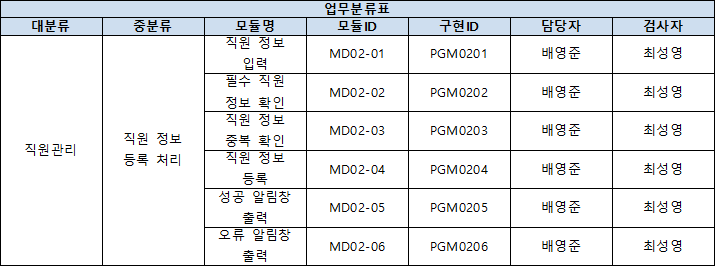 업무분류표
대분류 중분류 모듈명 모듈ID 구현ID 담당자 검사자
직원관리
직원 정보
등록 처리
직원 정보
입력
MD02-01 PGM0201 배영준 최성영
필수 직원
정보 확인
MD02-02 PGM0202 배영준 최성영
직원 정보
중복 확인
MD02-03 PGM0203 배영준 최성영
직원 정보
등록
MD02-04 PGM0204 배영준 최성영
성공 알림창
출력
MD02-05 PGM0205 배영준 최성영
오류 알림창
출력
MD02-06 PGM0206 배영준 최성영